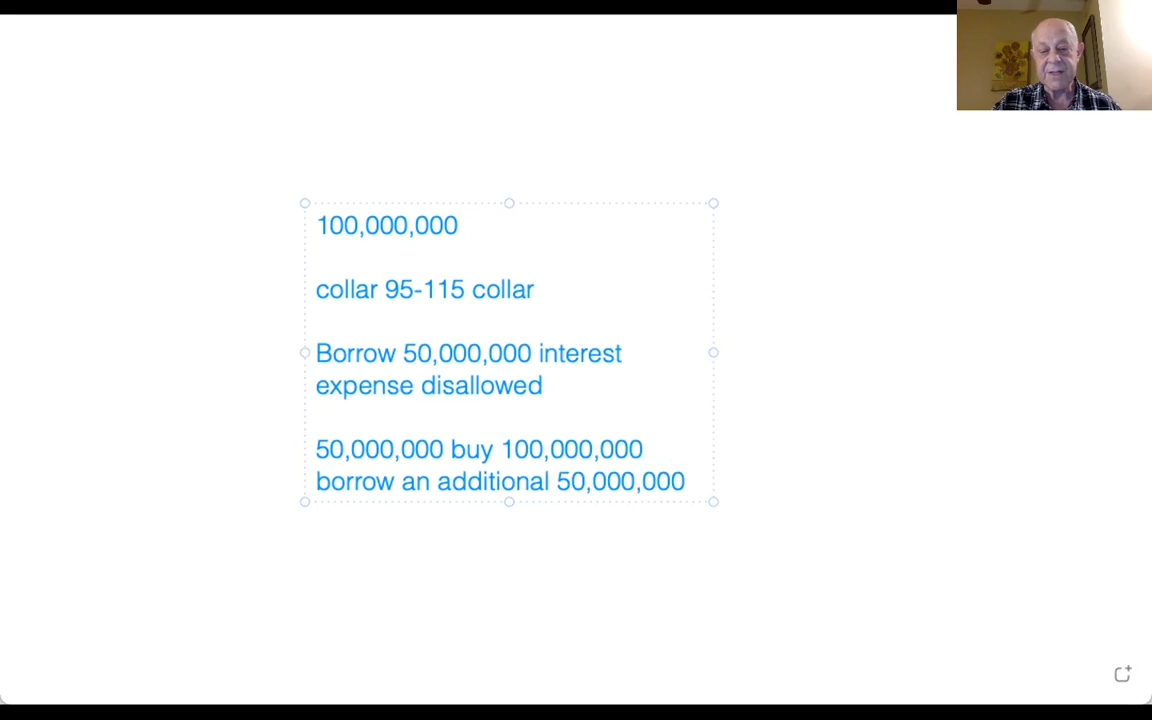 100,000,000
collar 95-115 collar
Borrow 50,000,000 interest
expense disallowed
50,000,000 buy 100,000,000
borrow an additional 50,000,000